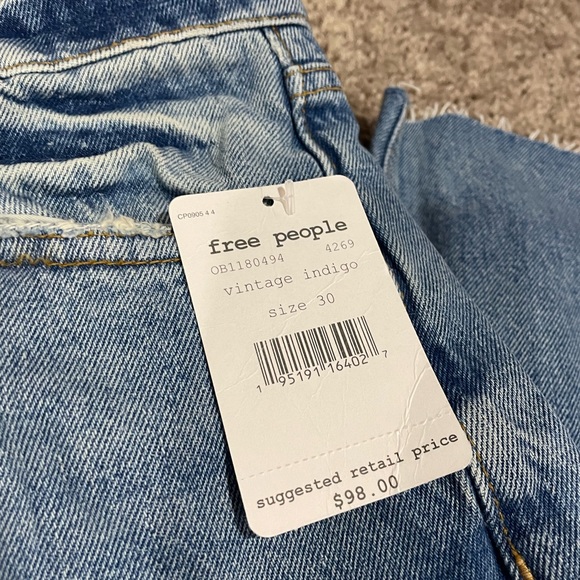 CP0905 4 4
free people
OB1180494 4269
vintage indigo
size 30
1 95191 16402 7
suggested retail price
$98.00